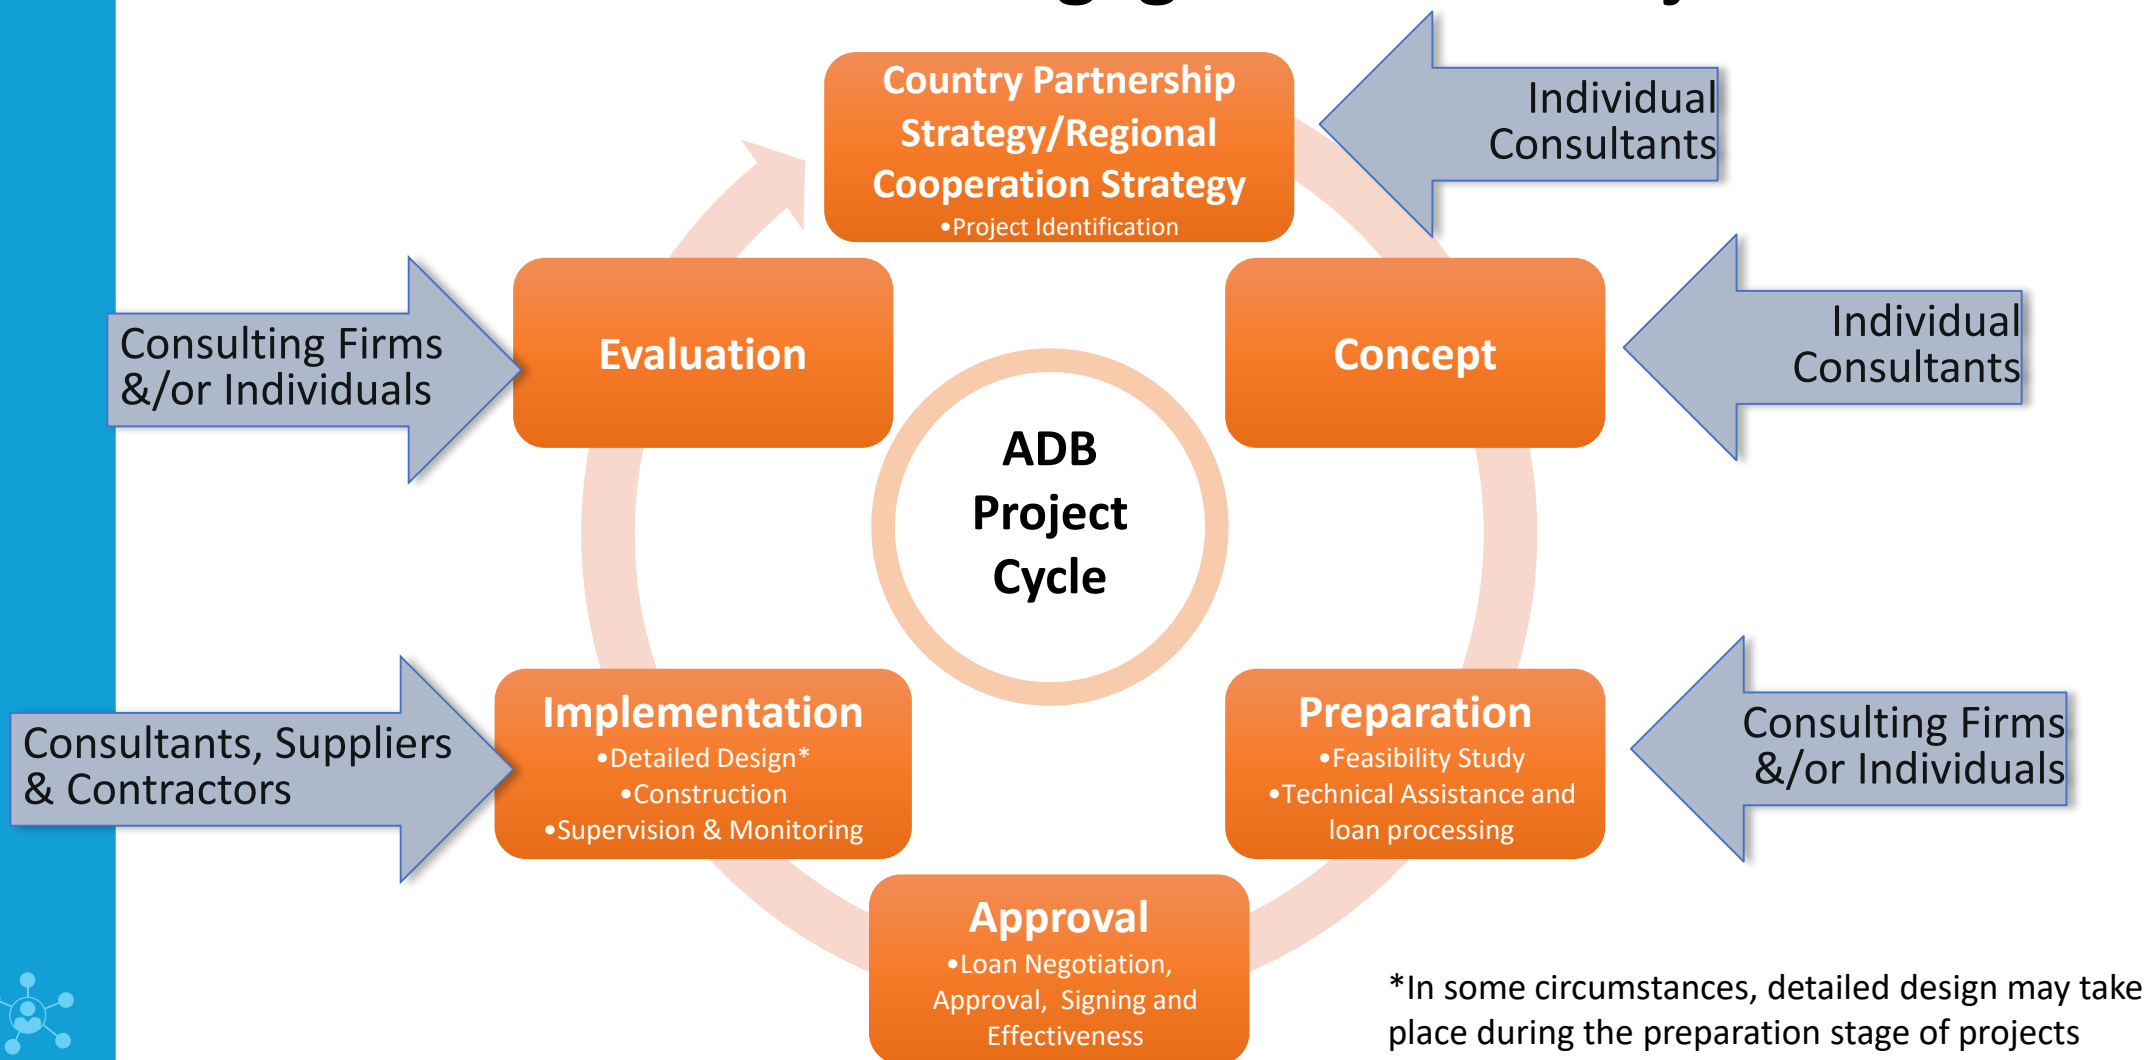 Country Partnership
Strategy/Regional
Cooperation Strategy
•Project Identification
Individual
Consultants
Concept
Individual
Consultants
Preparation
•Feasibility Study
•Technical Assistance and
loan processing
Consulting Firms
&/or Individuals
Approval
•Loan Negotiation,
Approval, Signing and
Effectiveness
Implementation
•Detailed Design*
•Construction
•Supervision & Monitoring
Consultants, Suppliers
& Contractors
Evaluation
Consulting Firms
&/or Individuals
ADB
Project
Cycle
*In some circumstances, detailed design may take
place during the preparation stage of projects